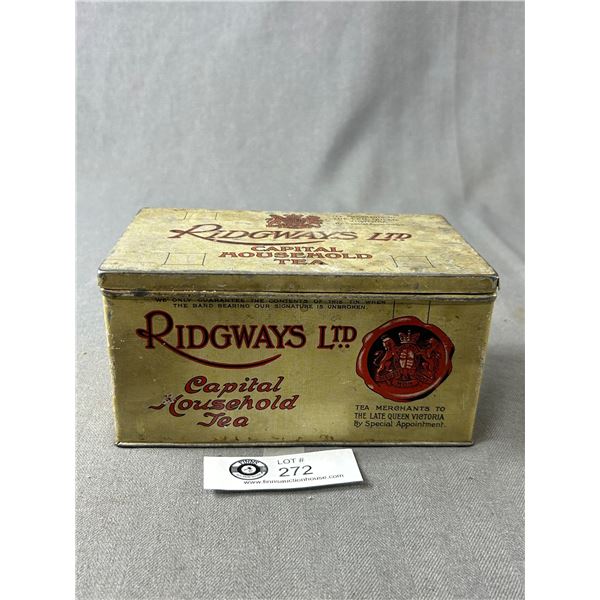 RIDGWAYS LTD
CAPITAL
HOUSEHOLD
TEA
WE ONLY GUARANTEE THE CONTENTS OF THIS TIN WHEN
THE BAND BEARING OUR SIGNATURE IS UNBROKEN.
RIDGWAYS LTD
Capital
Household
Tea
TEA MERCHANTS TO
THE LATE QUEEN VICTORIA
By Special Appointment.
LOT #
272
www.finnsauctionhouse.com